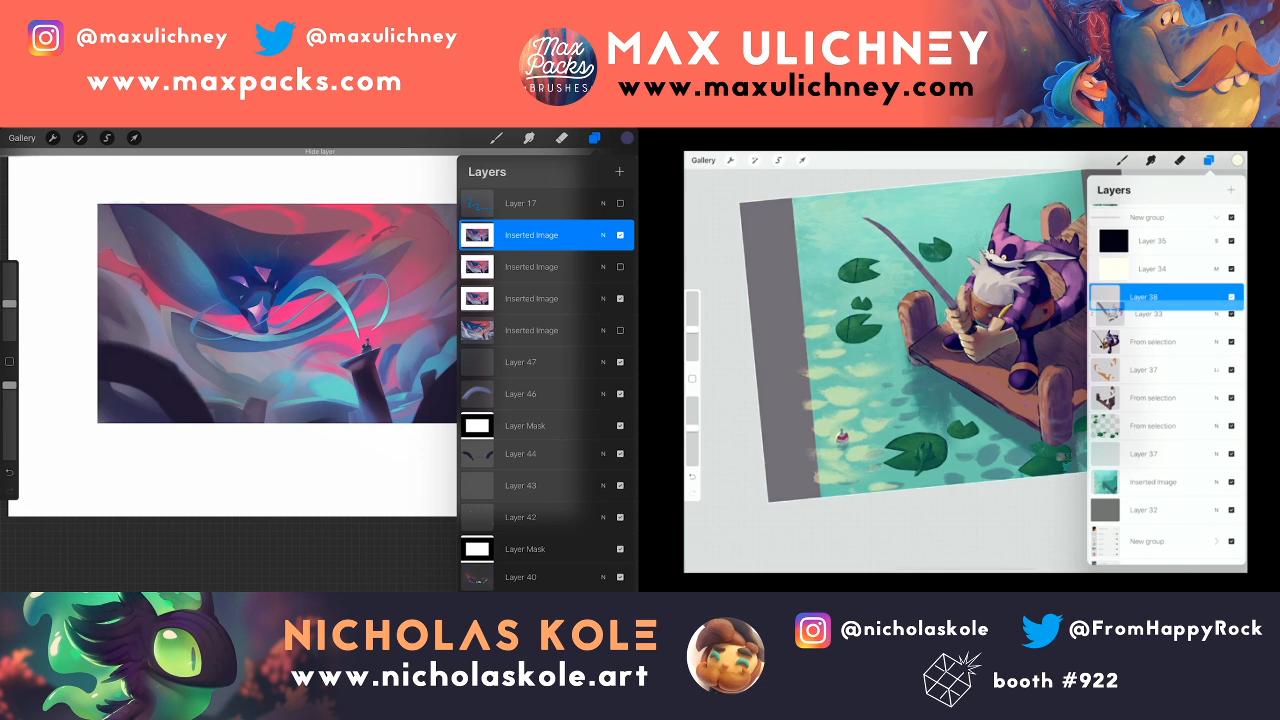 @maxulichney
@maxulichney
www.maxpacks.com
Max
Packs
BRUSHES
MAX ULICHNEY
www.maxulichney.com
Gallery
Hide layer
Layers
Layer 17 N
Inserted Image N
Inserted Image N
Inserted Image N
Inserted Image N
Layer 47 N
Layer 46 N
Layer Mask
Layer 44 N
Layer 43 N
Layer 42 N
Layer Mask
Layer 40 N
Gallery
Layers
New group
Layer 35 S
Layer 34 M
Layer 38
Layer 33 N
From selection N
Layer 37
From selection N
From selection N
Layer 37 N
Inserted Image N
Layer 32 N
New group
NICHOLAS KOLE
www.nicholaskole.art
@nicholaskole
@FromHappyRock
booth #922